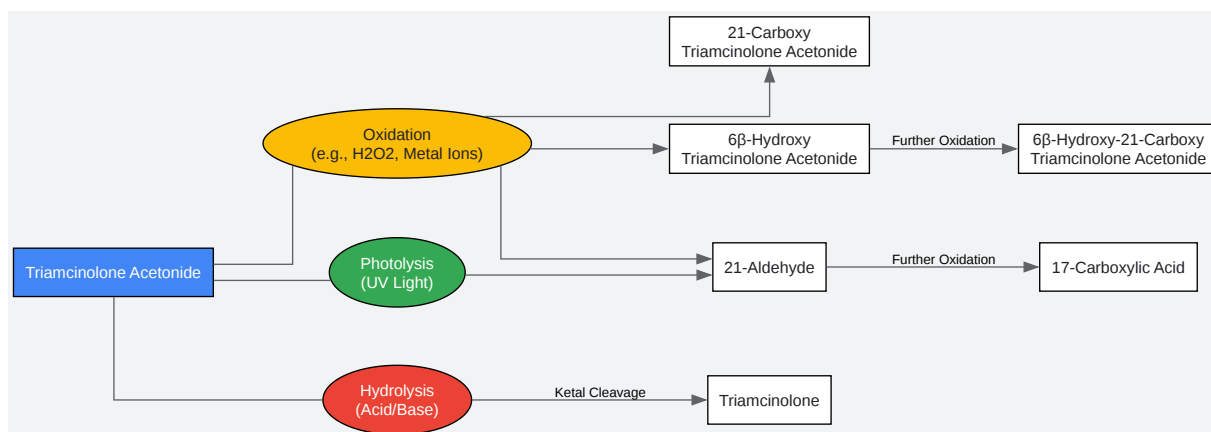 21-Carboxy
Triamcinolone Acetonide
Oxidation
(e.g., H2O2, Metal Ions)
6β-Hydroxy
Triamcinolone Acetonide
Further Oxidation
6β-Hydroxy-21-Carboxy
Triamcinolone Acetonide
Triamcinolone Acetonide
Photolysis
(UV Light)
21-Aldehyde
Further Oxidation
17-Carboxylic Acid
Hydrolysis
(Acid/Base)
Ketal Cleavage
Triamcinolone